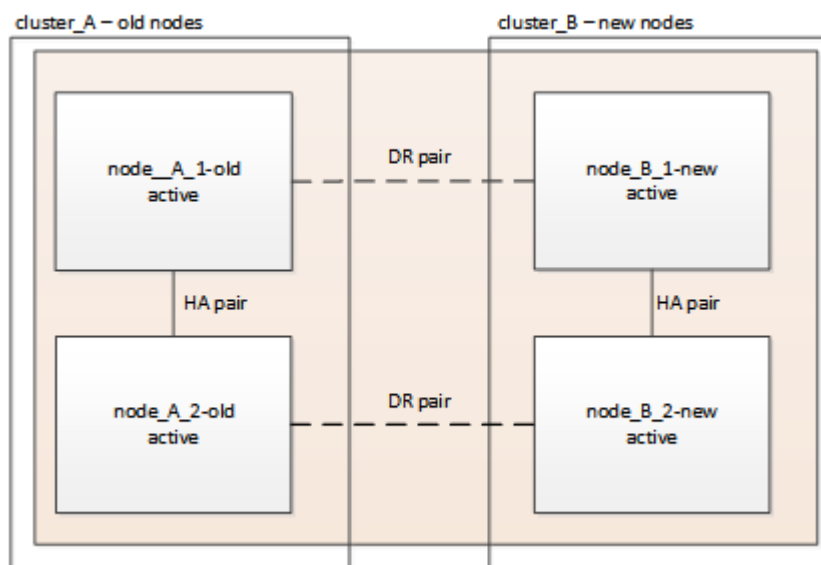 cluster_A – old nodes
cluster_B – new nodes
node__A_1-old
active
DR pair
node_B_1-new
active
HA pair
HA pair
node_A_2-old
active
DR pair
node_B_2-new
active